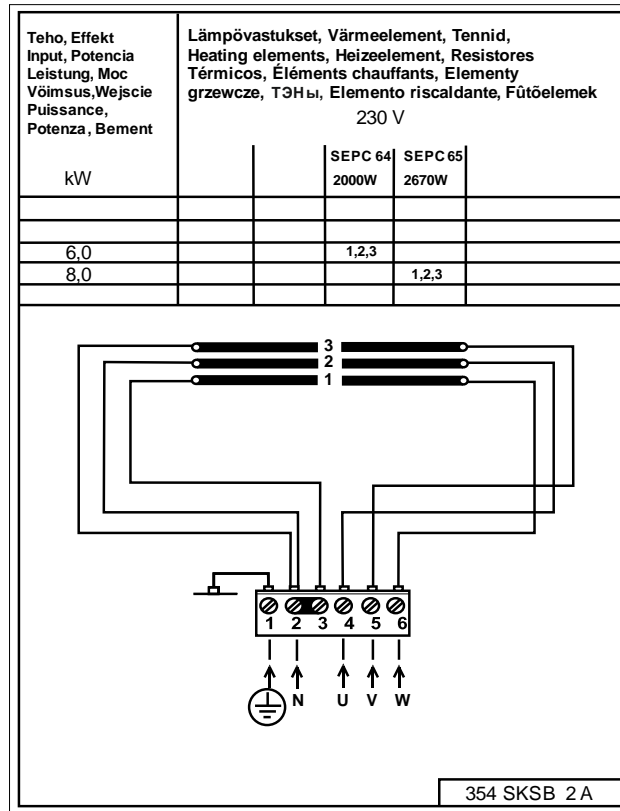 Teho, Effekt
Input, Potencia
Leistung, Moc
Võimsus,Wejscie
Puissance,
Potenza, Bement
kW
Lämpövastukset, Värmeelement, Tennid,
Heating elements, Heizeelement, Resistores
Térmicos, Éléments chauffants, Elementy
grzewcze, ТЭНы, Elemento riscaldante, Fûtõelemek
230 V
SEPC 64 SEPC 65
2000W 2670W
6,0 1,2,3
8,0 1,2,3
3
2
1
1 2 3 4 5 6
N U V W
354 SKSB 2 A